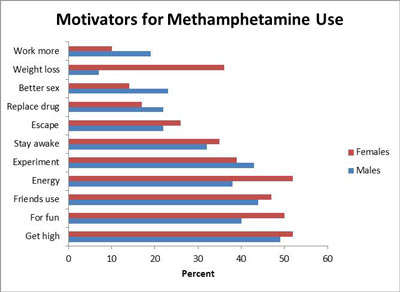 Motivators for Methamphetamine Use
Work more
Weight loss
Better sex
Replace drug
Escape
Stay awake
Experiment
Energy
Friends use
For fun
Get high
Females
Males
0 10 20 30 40 50 60
Percent